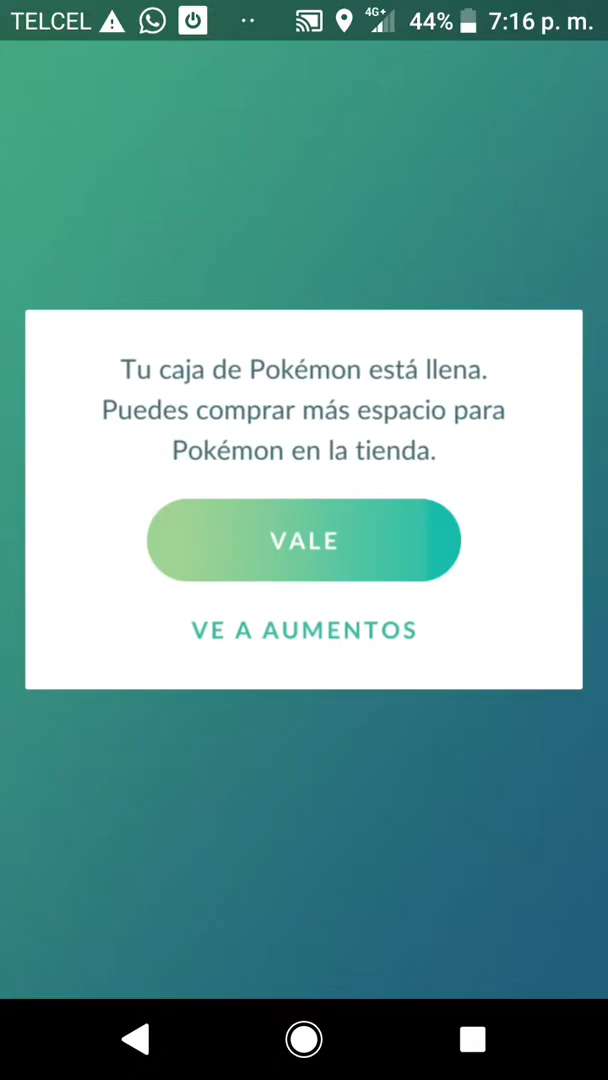 TELCEL 4G+ 44% 7:16 p. m.
Tu caja de Pokémon está llena.
Puedes comprar más espacio para
Pokémon en la tienda.
VALE
VE A AUMENTOS